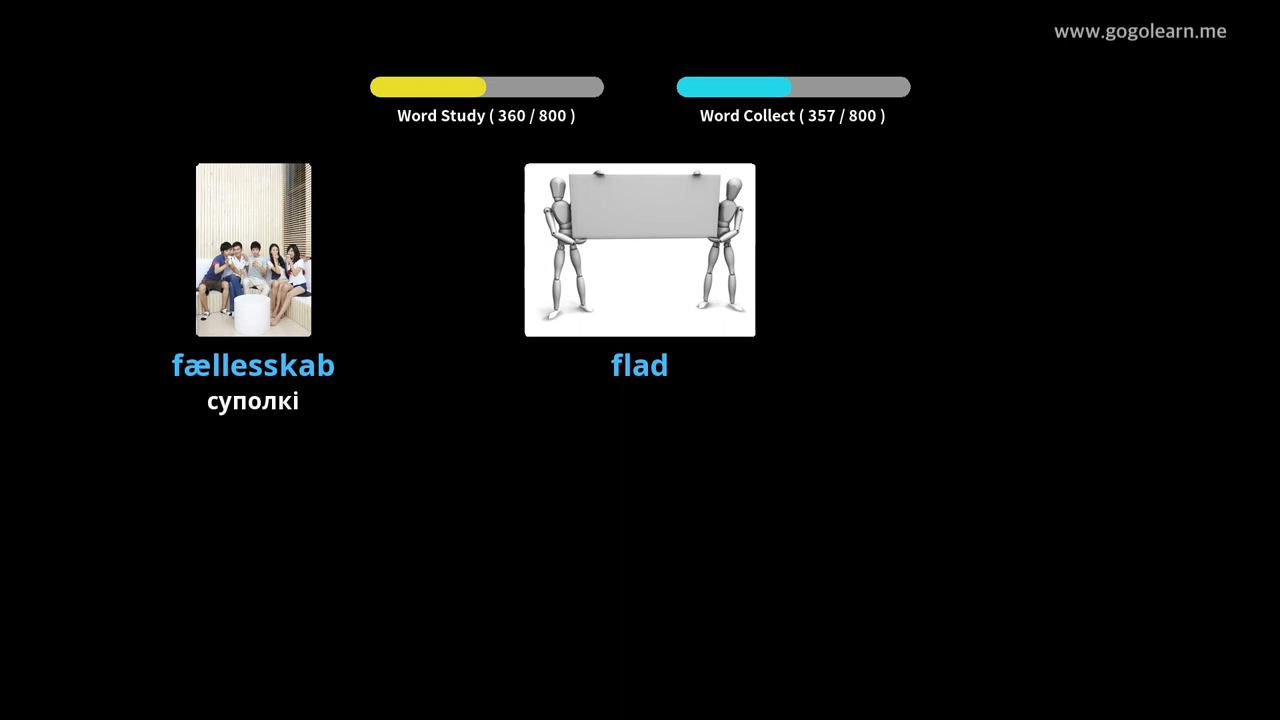 www.gogolearn.me
Word Study ( 360 / 800 )
Word Collect ( 357 / 800 )
fællesskab
суполкі
flad